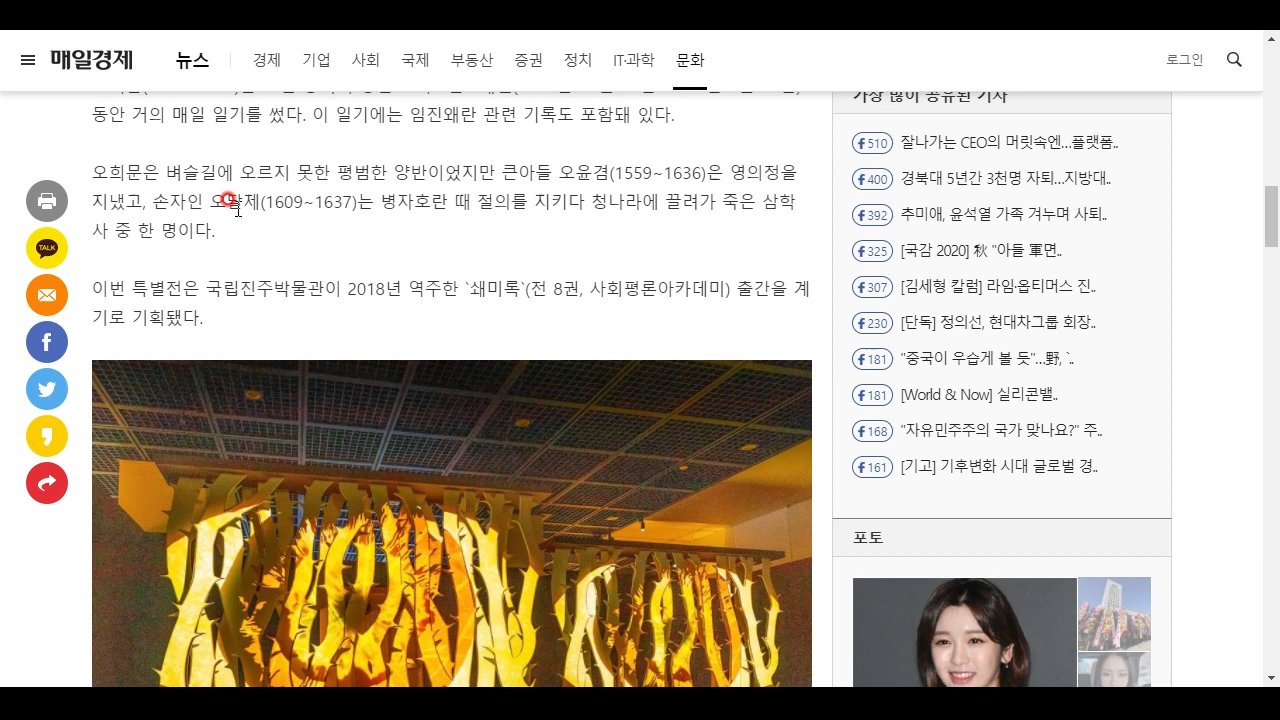 매일경제
뉴스
경제
기업
사회
국제
부동산
증권
정치
IT·과학
문화
로그인
동안 거의 매일 일기를 썼다. 이 일기에는 임진왜란 관련 기록도 포함돼 있다.
오희문은 벼슬길에 오르지 못한 평범한 양반이었지만 큰아들 오윤겸(1559~1636)은 영의정을
지냈고, 손자인 오달제(1609~1637)는 병자호란 때 절의를 지키다 청나라에 끌려가 죽은 삼학
사 중 한 명이다.
이번 특별전은 국립진주박물관이 2018년 역주한 `쇄미록`(전 8권, 사회평론아카데미) 출간을 계
기로 기획됐다.
TALK
가장 많이 공유된 기사
510 잘나가는 CEO의 머릿속엔...플랫폼..
400 경북대 5년간 3천명 자퇴...지방대..
392 추미애, 윤석열 가족 겨누며 사퇴..
325 [국감 2020] 秋 "아들 軍면..
307 [김세형 칼럼] 라임·옵티머스 진..
230 [단독] 정의선, 현대차그룹 회장..
181 "중국이 우습게 볼 듯"...野, `..
181 [World & Now] 실리콘밸..
168 "자유민주주의 국가 맞나요?" 주..
161 [기고] 기후변화 시대 글로벌 경..
포토